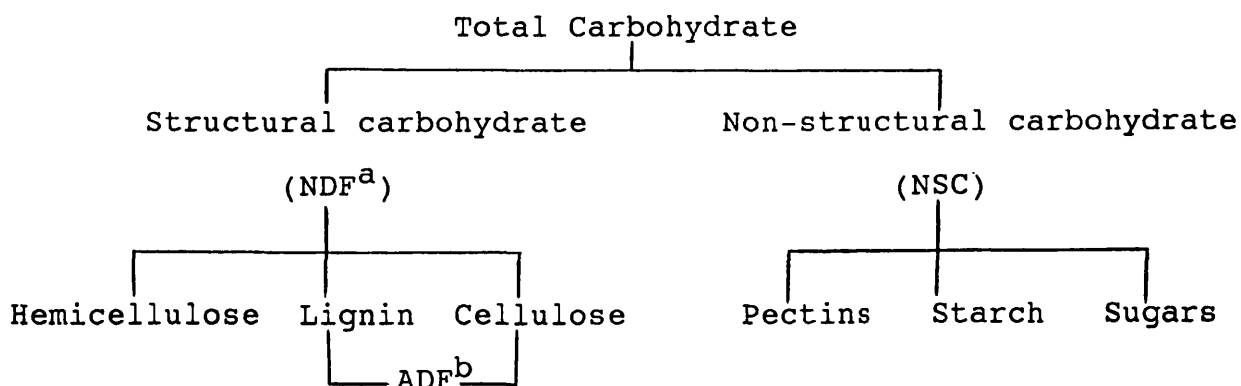 Total Carbohydrate
Structural carbohydrate Non-structural carbohydrate
(NDFa) (NSC)
Hemicellulose Lignin Cellulose Pectins Starch Sugars
ADFb